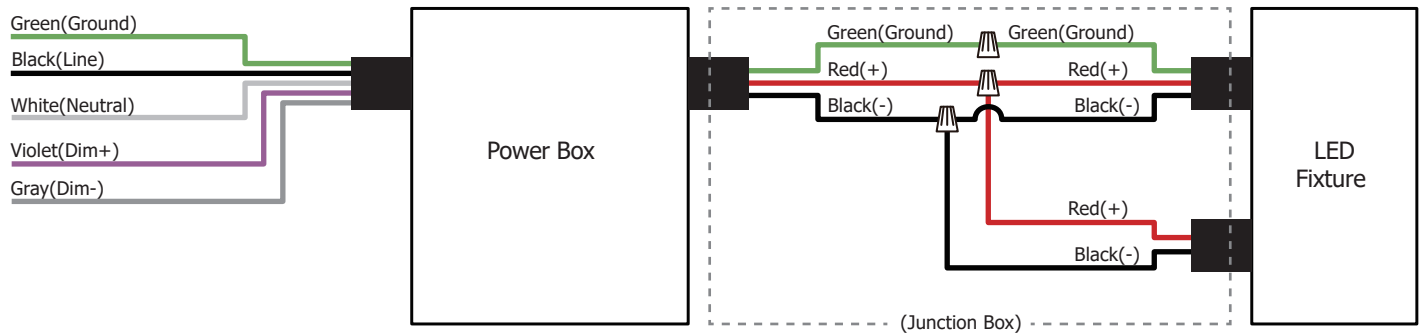 Green(Ground)
Black(Line)
White(Neutral)
Violet(Dim+)
Gray(Dim-)
Power Box
Green(Ground) Green(Ground)
Red(+) Red(+)
Black(-) Black(-)
Red(+)
Black(-)
(Junction Box)
LED
Fixture